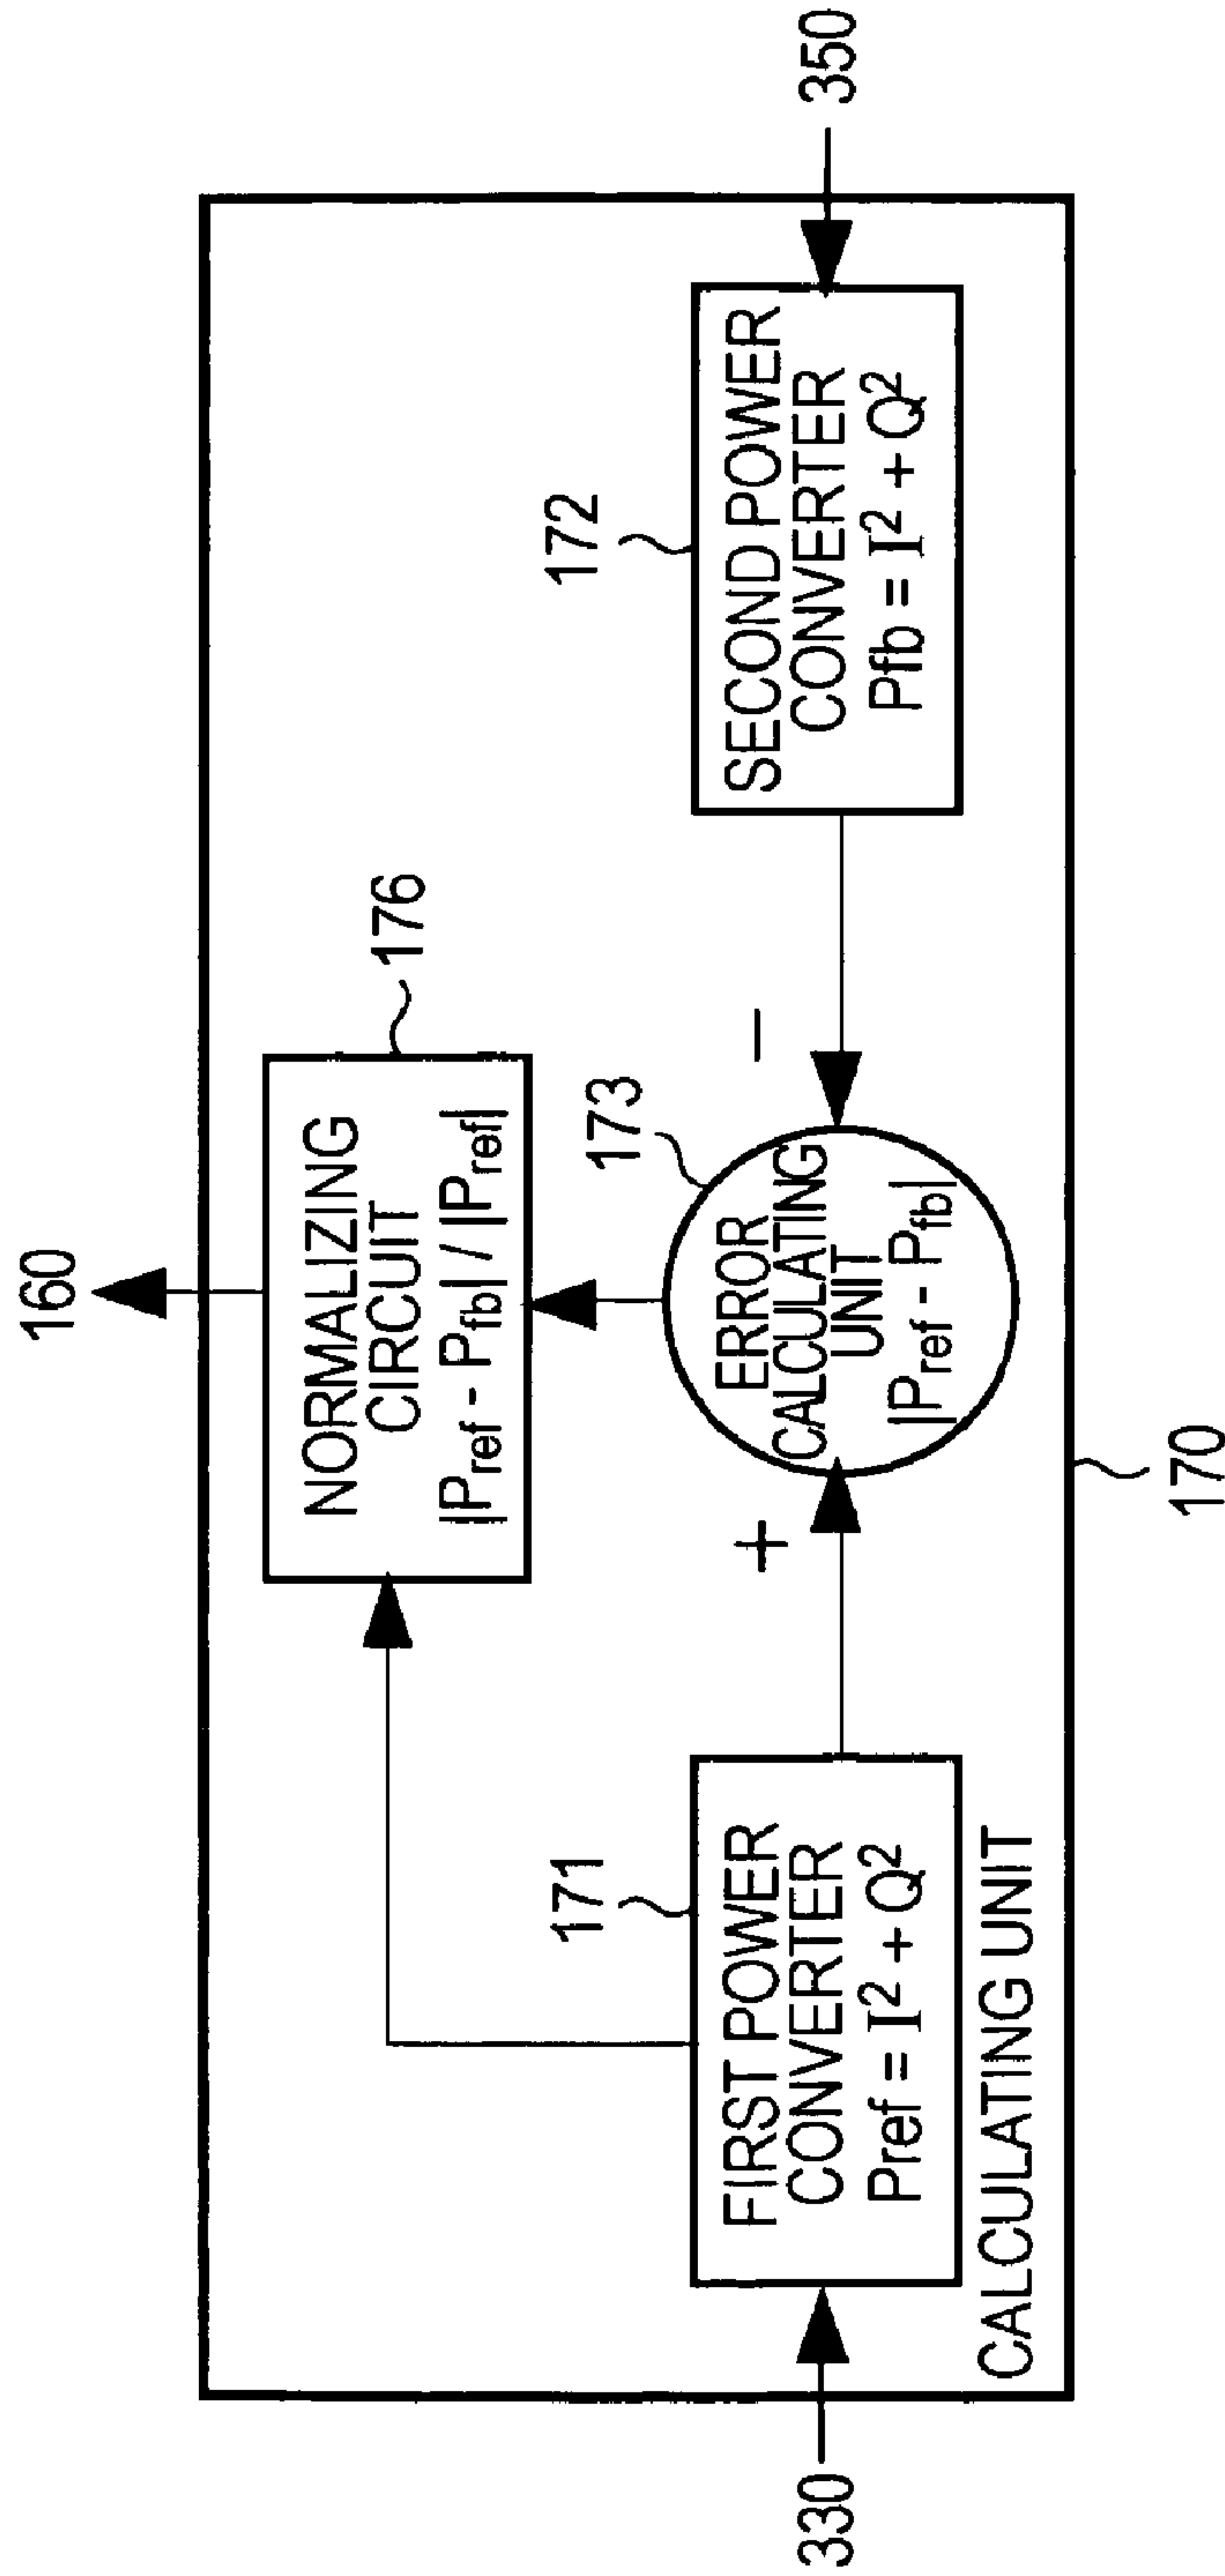 160
NORMALIZING
CIRCUIT
|Pref - Pfb| / |Pref|
176
171
FIRST POWER
CONVERTER
Pref = I² + Q²
+
173
ERROR
CALCULATING
UNIT
|Pref - Pfb|
−
172
SECOND POWER
CONVERTER
Pfb = I² + Q²
330
350
CALCULATING UNIT
170